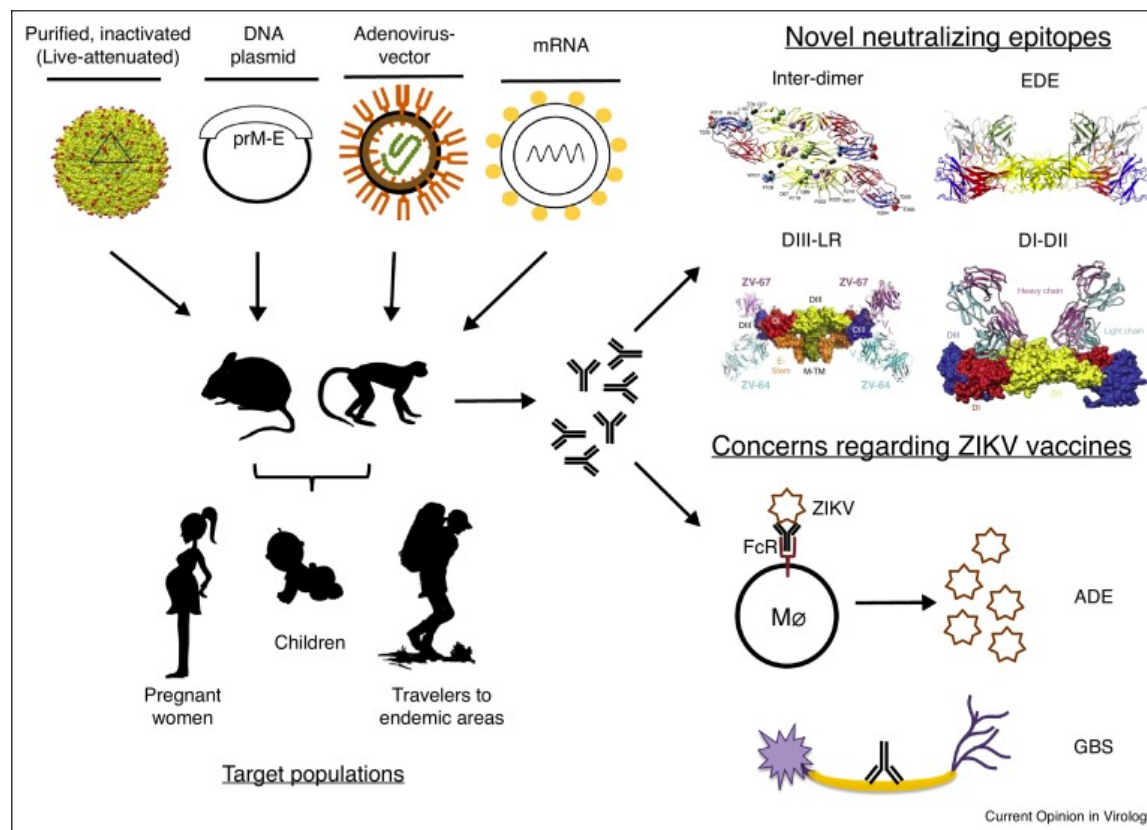 Purified, inactivated
(Live-attenuated)
DNA
plasmid
Adenovirus-
vector
mRNA
prM-E
Novel neutralizing epitopes
Inter-dimer
EDE
DIII-LR
DI-DII
ZV-67
DIII
ZV-67
DIII
DI
DIII
E-
Stem
M-TM
ZV-64
ZV-64
Heavy chain
Light chain
DIII
DI
DII
Concerns regarding ZIKV vaccines
ZIKV
FcR
Mø
ADE
GBS
Children
Pregnant
women
Travelers to
endemic areas
Target populations
Current Opinion in Virology